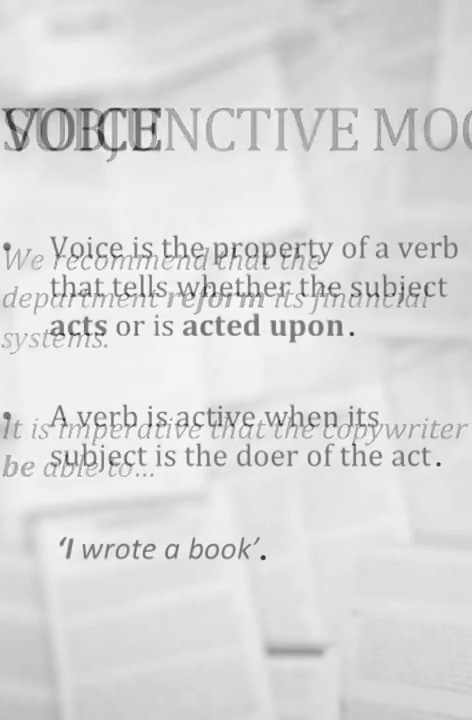 VOICE
SUBJUNCTIVE MOO
• Voice is the property of a verb
that tells whether the subject
acts or is acted upon.
• A verb is active when its
subject is the doer of the act.
‘I wrote a book’.
We recommend that the
department reform its financial
systems.
It is imperative that the copywriter
be able to...